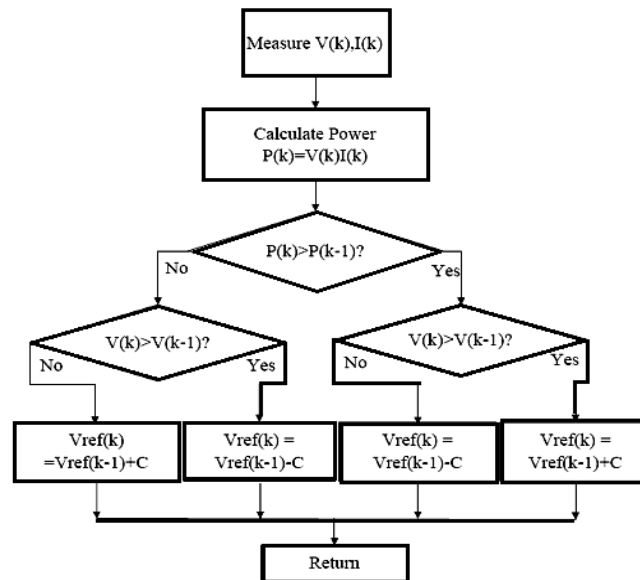 Measure V(k),I(k)
Calculate Power
P(k)=V(k)I(k)
P(k)>P(k-1)?
No
Yes
V(k)>V(k-1)?
No
Yes
V(k)>V(k-1)?
No
Yes
Vref(k)
=Vref(k-1)+C
Vref(k) =
Vref(k-1)-C
Vref(k) =
Vref(k-1)-C
Vref(k) =
Vref(k-1)+C
Return